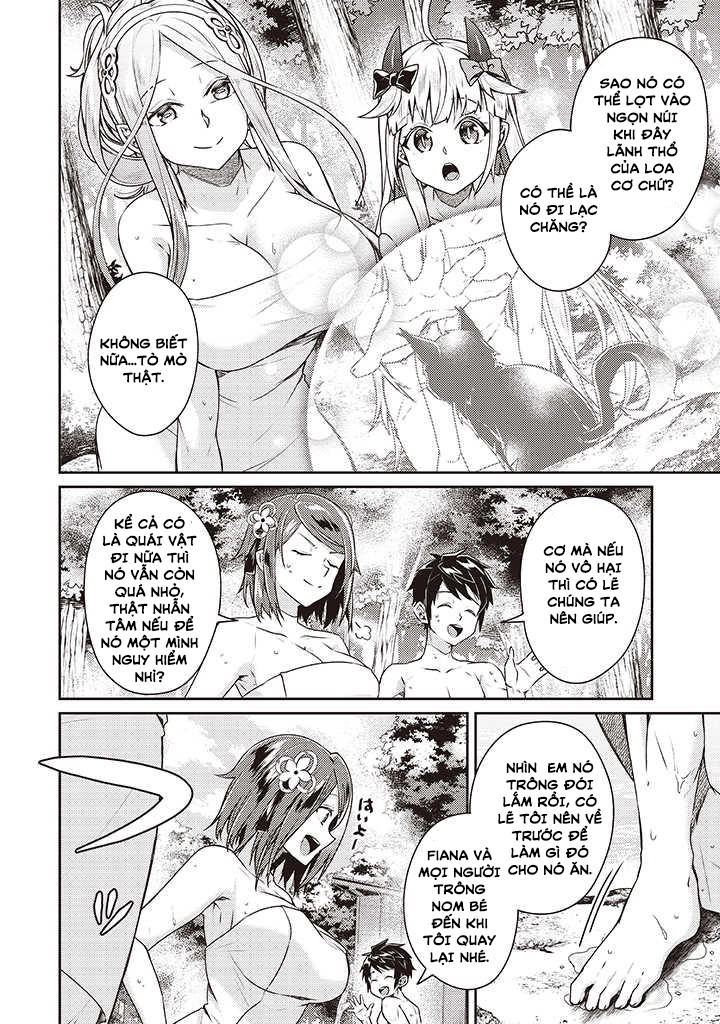 SAO NÓ CÓ
THỂ LỌT VÀO
NGỌN NÚI
KHI ĐÂY
LÃNH THỔ
CỦA LOA
CƠ CHỨ?
CÓ THỂ LÀ
NÓ ĐI LẠC
CHĂNG?
KHÔNG BIẾT
NỮA...TÒ MÒ
THẬT.
KỂ CẢ CÓ
LÀ QUÁI VẬT
ĐI NỮA THÌ
NÓ VẪN CÒN
QUÁ NHỎ,
THẬT NHẪN
TÂM NẾU ĐỂ
NÓ MỘT MÌNH
NGUY HIỂM
NHỈ?
CƠ MÀ NẾU
NÓ VÔ HẠI
THÌ CÓ LẼ
CHÚNG TA
NÊN GIÚP.
NHÌN EM NÓ
TRÔNG ĐÓI
LẮM RỒI, CÓ
LẼ TÔI NÊN VỀ
TRƯỚC ĐỂ
LÀM GÌ ĐÓ
CHO NÓ ĂN.
FIANA VÀ
MỌI NGƯỜI
TRÔNG
NOM BÉ
ĐẾN KHI
TÔI QUAY
LẠI NHÉ.
はいよー